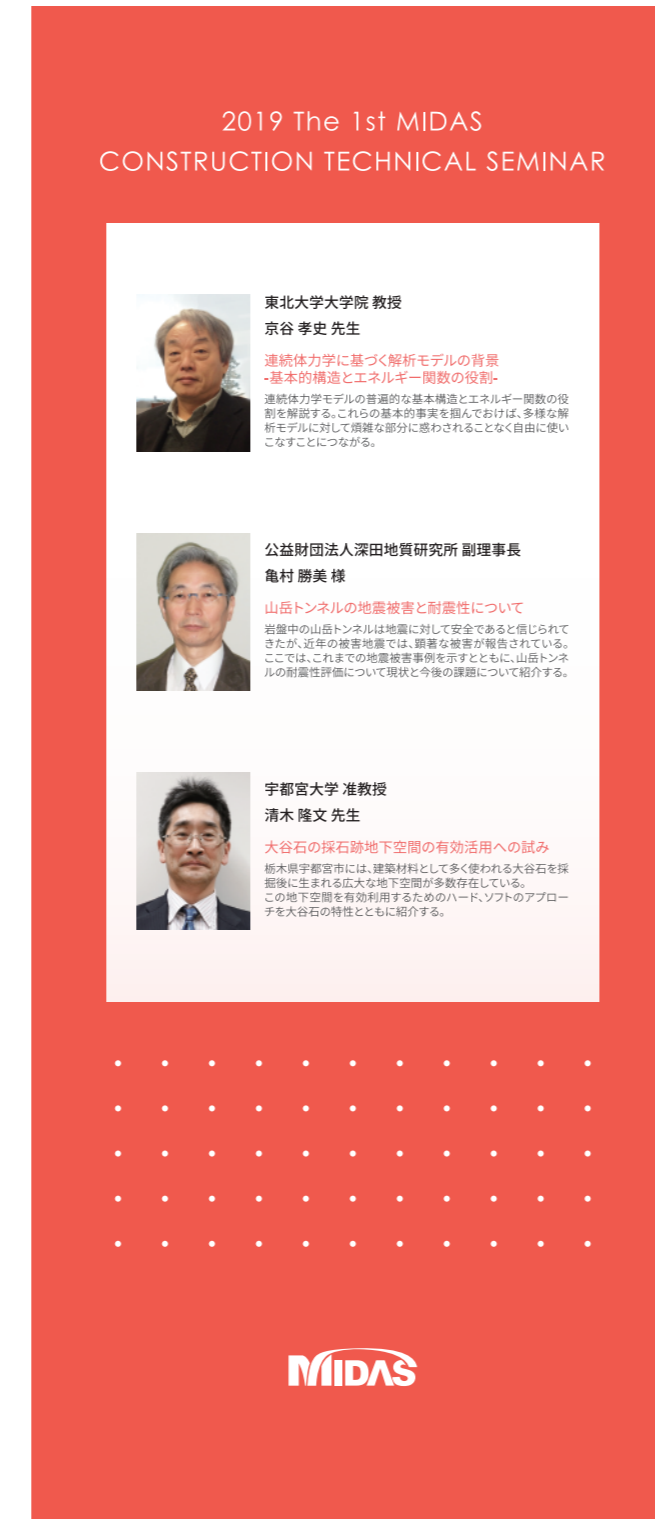 2019 The 1st MIDAS
CONSTRUCTION TECHNICAL SEMINAR
東北大学大学院 教授
京谷 孝史 先生
連続体力学に基づく解析モデルの背景
-基本的構造とエネルギー関数の役割-
連続体力学モデルの普遍的な基本構造とエネルギー関数の役
割を解説する。これらの基本的事実を掴んでおけば、多様な解
析モデルに対して煩雑な部分に惑わされることなく自由に使い
こなすことにつながる。
公益財団法人深田地質研究所 副理事長
亀村 勝美 様
山岳トンネルの地震被害と耐震性について
岩盤中の山岳トンネルは地震に対して安全であると信じられて
きたが、近年の被害地震では、顕著な被害が報告されている。
ここでは、これまでの地震被害事例を示すとともに、山岳トンネ
ルの耐震性評価について現状と今後の課題について紹介する。
宇都宮大学 准教授
清木 隆文 先生
大谷石の採石跡地下空間の有効活用への試み
栃木県宇都宮市には、建築材料として多く使われる大谷石を採
掘後に生まれる広大な地下空間が多数存在している。
この地下空間を有効利用するためのハード、ソフトのアプロー
チを大谷石の特性とともに紹介する。
MIDAS